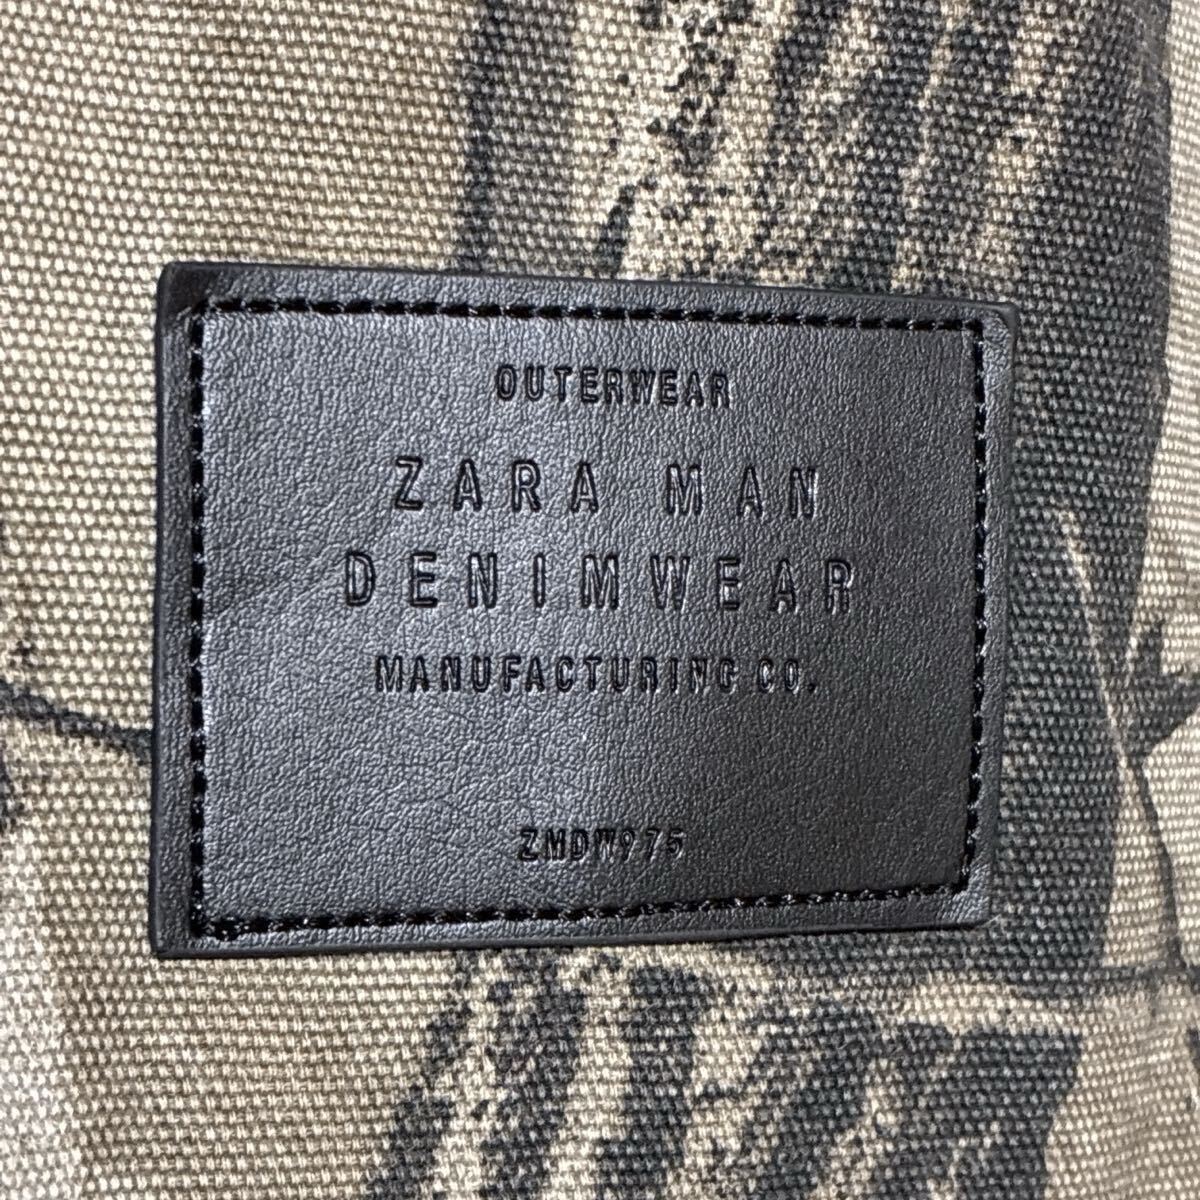 OUTERWEAR
ZARA MAN
DENIMWEAR
MANUFACTURING CO.
ZMDW975